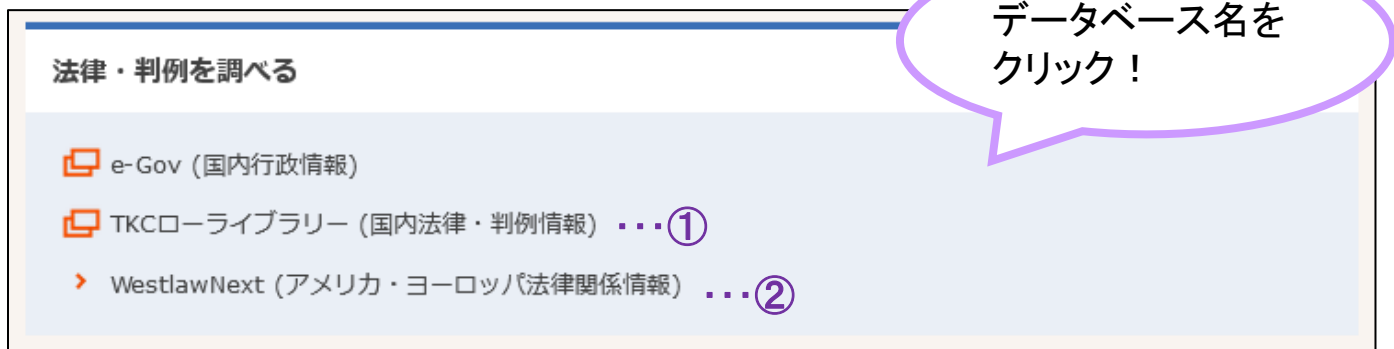 データベース名を
クリック！
法律・判例を調べる
e-Gov (国内行政情報)
TKCローライブラリー (国内法律・判例情報) ・・・①
WestlawNext (アメリカ・ヨーロッパ法律関係情報) ・・・②